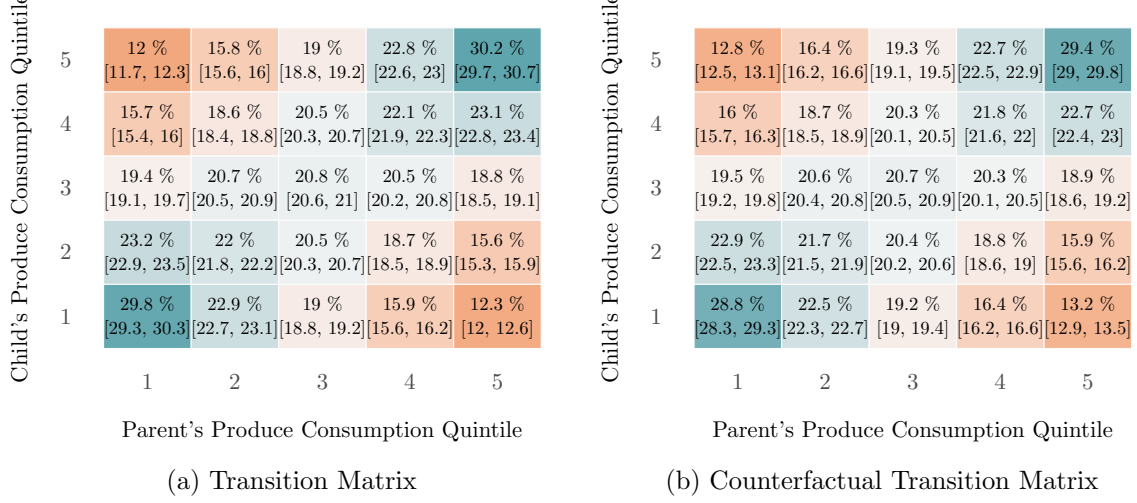 Child's Produce Consumption Quintile
5
12 % 15.8 % 19 % 22.8 % 30.2 %
[11.7, 12.3] [15.6, 16] [18.8, 19.2] [22.6, 23] [29.7, 30.7]
4
15.7 % 18.6 % 20.5 % 22.1 % 23.1 %
[15.4, 16] [18.4, 18.8] [20.3, 20.7] [21.9, 22.3] [22.8, 23.4]
3
19.4 % 20.7 % 20.8 % 20.5 % 18.8 %
[19.1, 19.7] [20.5, 20.9] [20.6, 21] [20.2, 20.8] [18.5, 19.1]
2
23.2 % 22 % 20.5 % 18.7 % 15.6 %
[22.9, 23.5] [21.8, 22.2] [20.3, 20.7] [18.5, 18.9] [15.3, 15.9]
1
29.8 % 22.9 % 19 % 15.9 % 12.3 %
[29.3, 30.3] [22.7, 23.1] [18.8, 19.2] [15.6, 16.2] [12, 12.6]
1 2 3 4 5
Parent's Produce Consumption Quintile
(a) Transition Matrix
Child's Produce Consumption Quintile
5
12.8 % 16.4 % 19.3 % 22.7 % 29.4 %
[12.5, 13.1] [16.2, 16.6] [19.1, 19.5] [22.5, 22.9] [29, 29.8]
4
16 % 18.7 % 20.3 % 21.8 % 22.7 %
[15.7, 16.3] [18.5, 18.9] [20.1, 20.5] [21.6, 22] [22.4, 23]
3
19.5 % 20.6 % 20.7 % 20.3 % 18.9 %
[19.2, 19.8] [20.4, 20.8] [20.5, 20.9] [20.1, 20.5] [18.6, 19.2]
2
22.9 % 21.7 % 20.4 % 18.8 % 15.9 %
[22.5, 23.3] [21.5, 21.9] [20.2, 20.6] [18.6, 19] [15.6, 16.2]
1
28.8 % 22.5 % 19.2 % 16.4 % 13.2 %
[28.3, 29.3] [22.3, 22.7] [19, 19.4] [16.2, 16.6] [12.9, 13.5]
1 2 3 4 5
Parent's Produce Consumption Quintile
(b) Counterfactual Transition Matrix